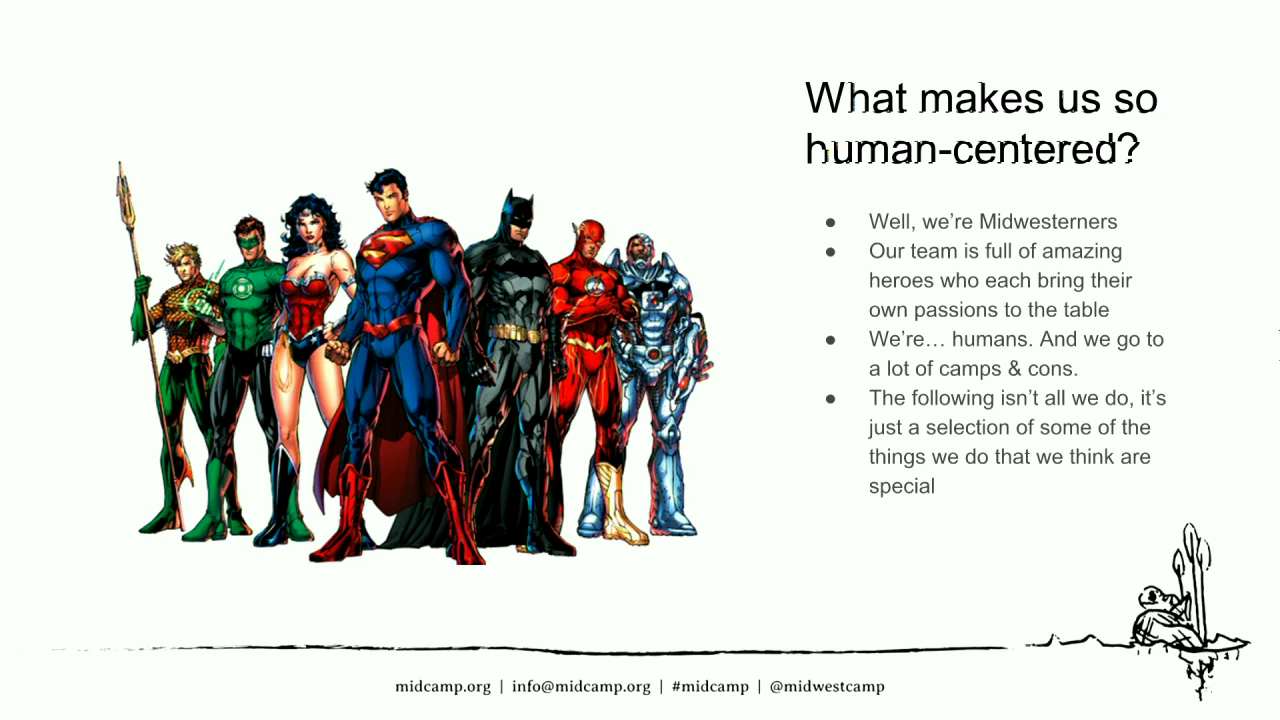 What makes us so
human-centered?
● Well, we're Midwesterners
● Our team is full of amazing
heroes who each bring their
own passions to the table
● We're… humans. And we go to
a lot of camps & cons.
● The following isn't all we do, it's
just a selection of some of the
things we do that we think are
special
midcamp.org | info@midcamp.org | #midcamp | @midwestcamp